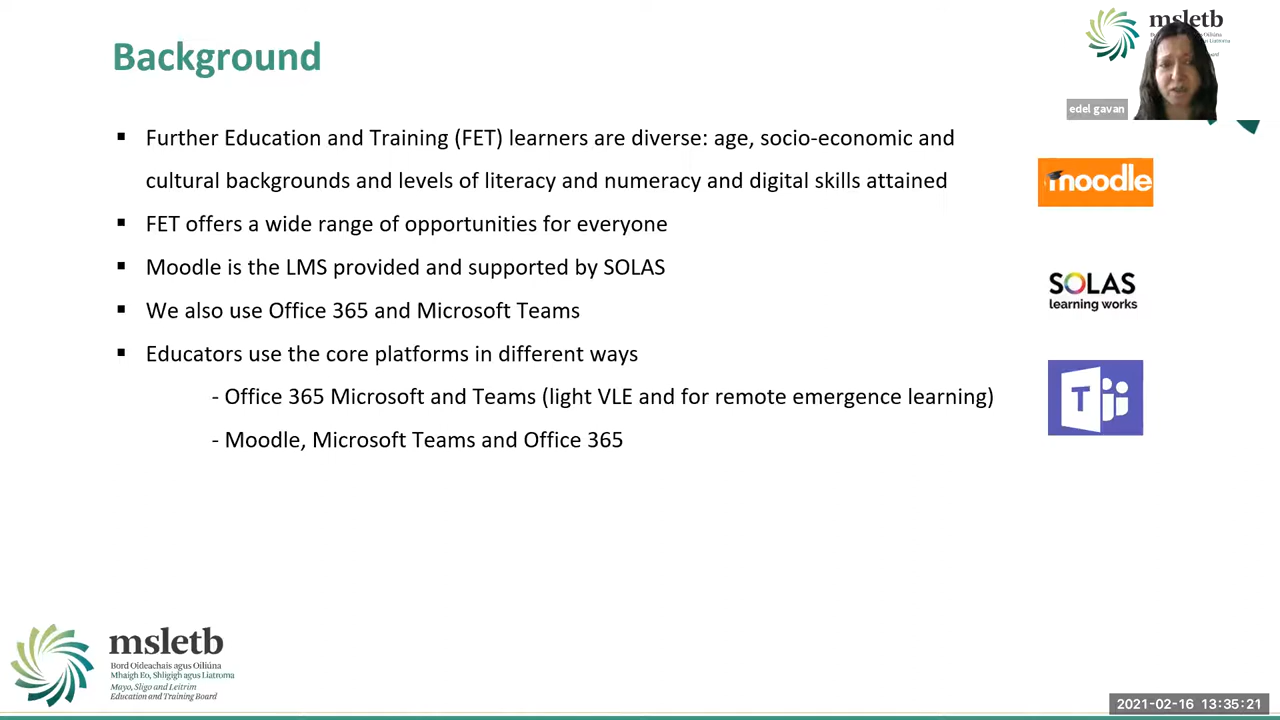 Background
msletb
edel gavan
▪ Further Education and Training (FET) learners are diverse: age, socio-economic and
cultural backgrounds and levels of literacy and numeracy and digital skills attained
▪ FET offers a wide range of opportunities for everyone
▪ Moodle is the LMS provided and supported by SOLAS
▪ We also use Office 365 and Microsoft Teams
▪ Educators use the core platforms in different ways
- Office 365 Microsoft and Teams (light VLE and for remote emergence learning)
- Moodle, Microsoft Teams and Office 365
moodle
SOLAS
learning works
T
msletb
Bord Oideachais agus Oiliúna
Mhaigh Eo, Shligigh agus Liatroma
Mayo, Sligo and Leitrim
Education and Training Board
2021-02-16 13:35:21